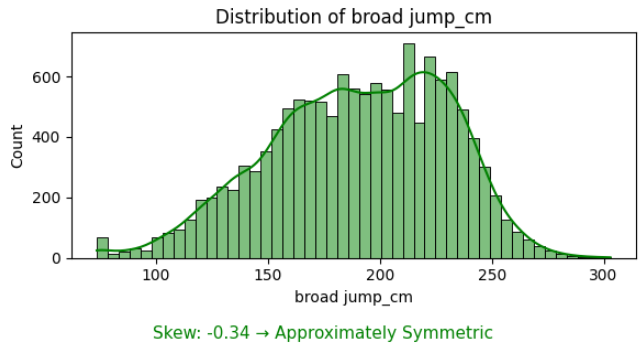 Distribution of broad jump_cm
600
400
200
0
Count
100
150
200
250
300
broad jump_cm
Skew: -0.34 → Approximately Symmetric